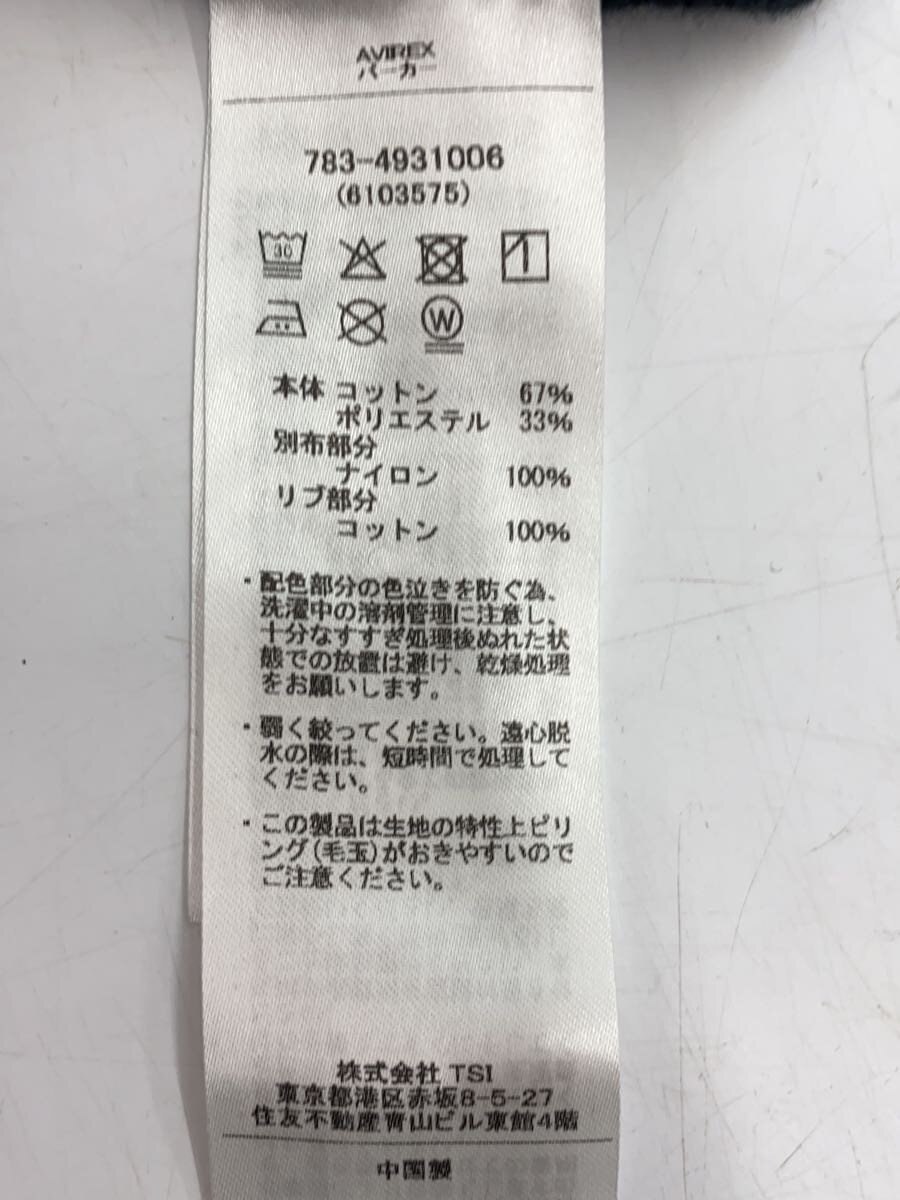 AVIREX
パーカー
783-4931006
(6103575)
30
W
本体 コットン 67%
ポリエステル 33%
別布部分
ナイロン 100%
リブ部分
コットン 100%
・配色部分の色泣きを防ぐ為、
洗濯中の溶剤管理に注意し、
十分なすすぎ処理後ぬれた状
態での放置は避け、乾燥処理
をお願いします。
・弱く絞ってください。遠心脱
水の際は、短時間で処理して
ください。
・この製品は生地の特性上ピリ
ング(毛玉)がおきやすいので
ご注意ください。
株式会社 TSI
東京都港区赤坂8-5-27
住友不動産青山ビル東館4階
中国製